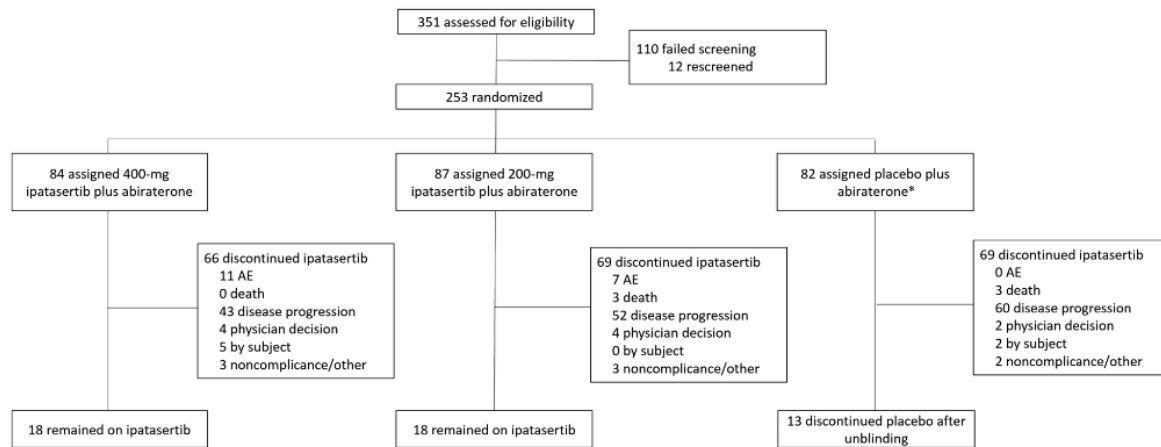 351 assessed for eligibility
110 failed screening
12 rescreened
253 randomized
84 assigned 400-mg
ipatasertib plus abiraterone
87 assigned 200-mg
ipatasertib plus abiraterone
82 assigned placebo plus
abiraterone*
66 discontinued ipatasertib
11 AE
0 death
43 disease progression
4 physician decision
5 by subject
3 noncomplicance/other
69 discontinued ipatasertib
7 AE
3 death
52 disease progression
4 physician decision
0 by subject
3 noncomplicance/other
69 discontinued ipatasertib
0 AE
3 death
60 disease progression
2 physician decision
2 by subject
2 noncomplicance/other
18 remained on ipatasertib
18 remained on ipatasertib
13 discontinued placebo after
unblinding